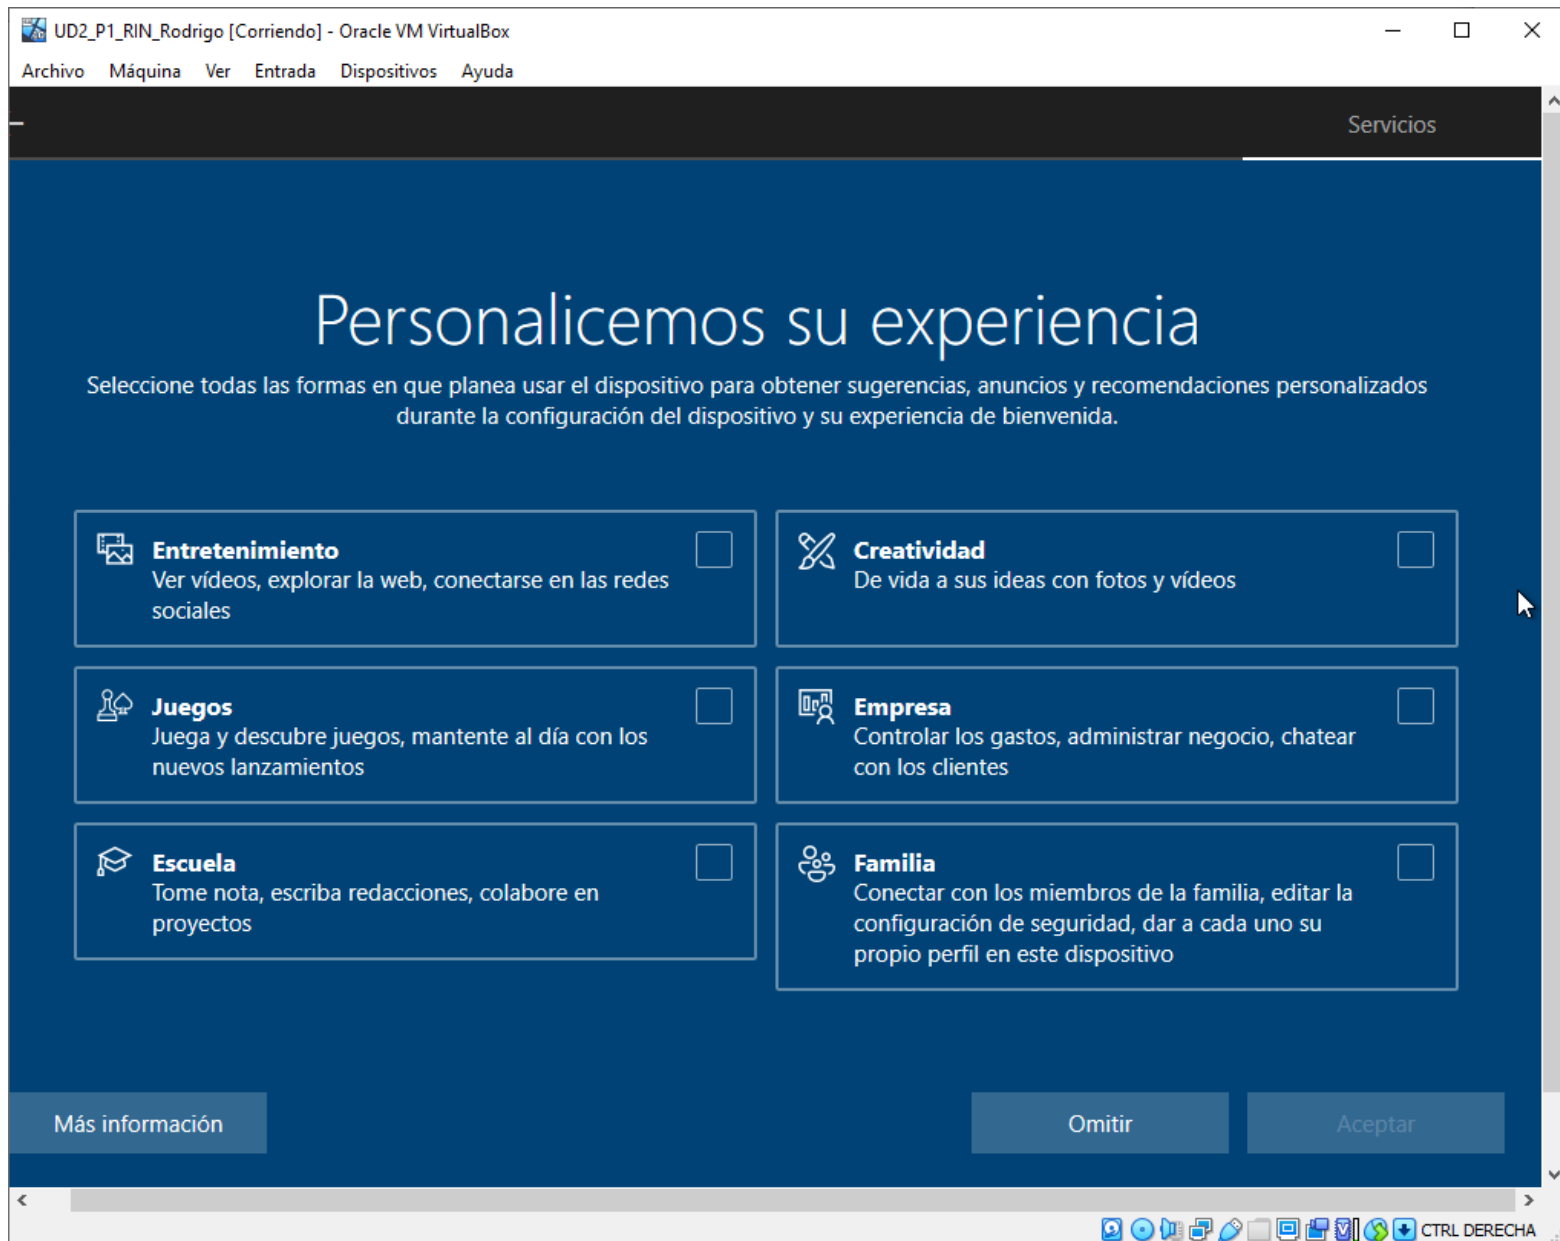 UD2_P1_RIN_Rodrigo [Corriendo] - Oracle VM VirtualBox
Archivo Máquina Ver Entrada Dispositivos Ayuda
Servicios
Personalicemos su experiencia
Seleccione todas las formas en que planea usar el dispositivo para obtener sugerencias, anuncios y recomendaciones personalizados
durante la configuración del dispositivo y su experiencia de bienvenida.
Entretenimiento
Ver vídeos, explorar la web, conectarse en las redes
sociales
Creatividad
De vida a sus ideas con fotos y vídeos
Juegos
Juega y descubre juegos, mantente al día con los
nuevos lanzamientos
Empresa
Controlar los gastos, administrar negocio, chatear
con los clientes
Escuela
Tome nota, escriba redacciones, colabore en
proyectos
Familia
Conectar con los miembros de la familia, editar la
configuración de seguridad, dar a cada uno su
propio perfil en este dispositivo
Más información
Omitir
Aceptar
CTRL DERECHA